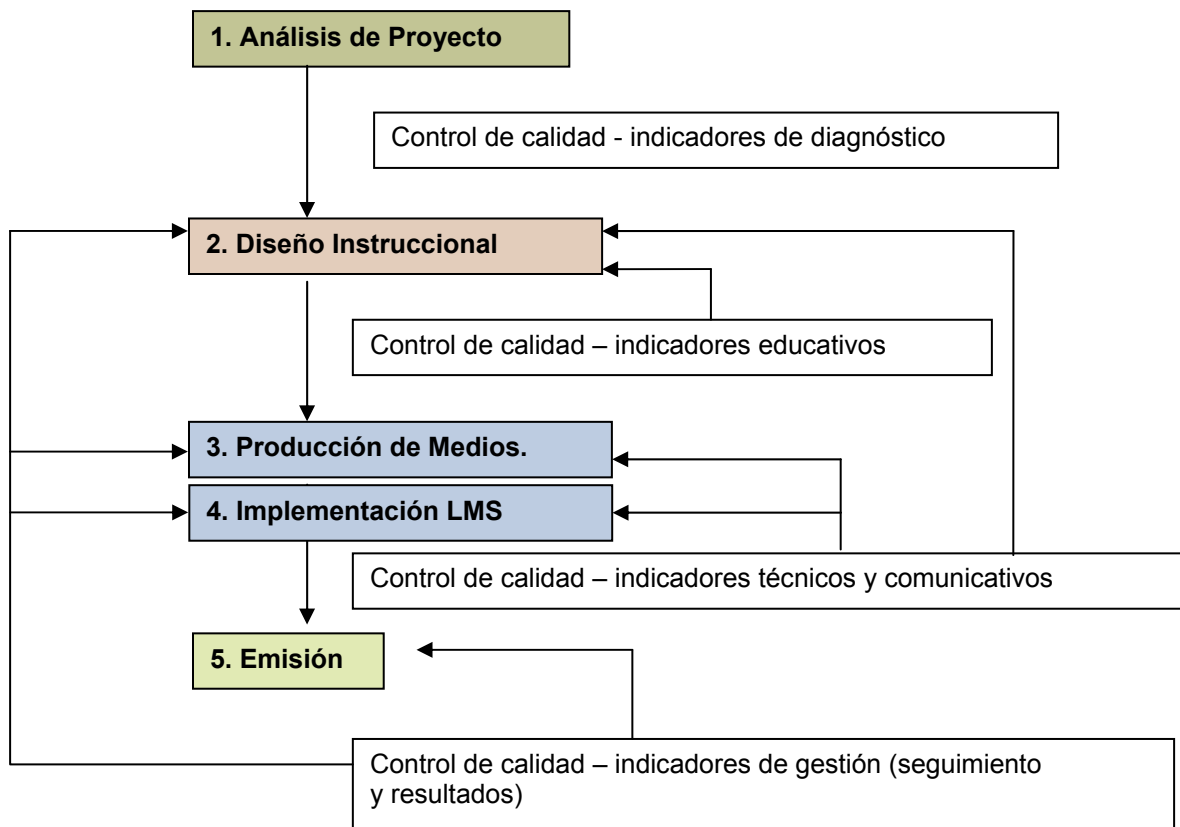 1. Análisis de Proyecto
Control de calidad - indicadores de diagnóstico
2. Diseño Instruccional
Control de calidad – indicadores educativos
3. Producción de Medios.
4. Implementación LMS
Control de calidad – indicadores técnicos y comunicativos
5. Emisión
Control de calidad – indicadores de gestión (seguimiento
y resultados)